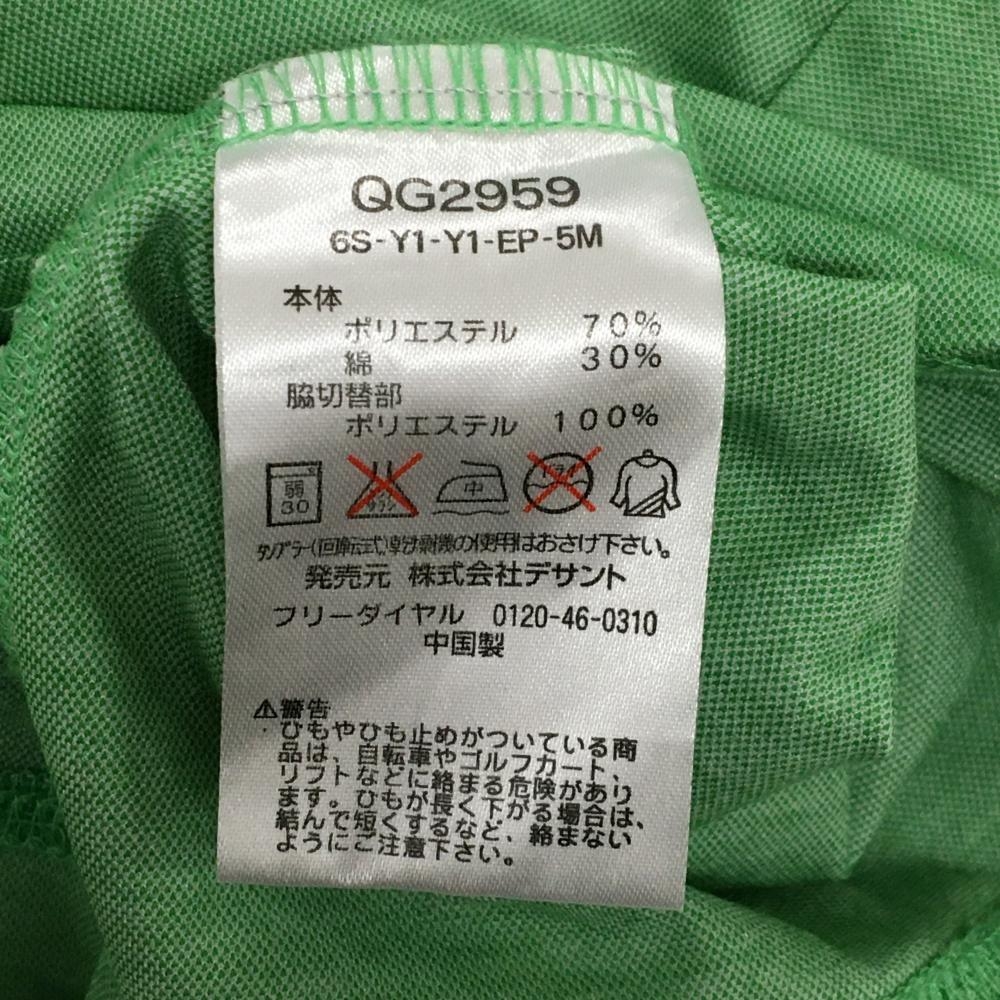 QG2959
6S-Y1-Y1-EP-5M
本体
ポリエステル 70%
綿 30%
脇切替部
ポリエステル 100%
弱 30 サラシ 中 ドライ
タンブラー(回転式)乾燥機の使用はおさけ下さい。
発売元 株式会社デサント
フリーダイヤル 0120-46-0310
中国製
⚠警告
ひもやひも止めがついている商
品は、自転車やゴルフカート、
リフトなどに絡まる危険があり
ます。ひもが長く下がる場合は、
結んで短くするなど、絡まない
ようにご注意下さい。